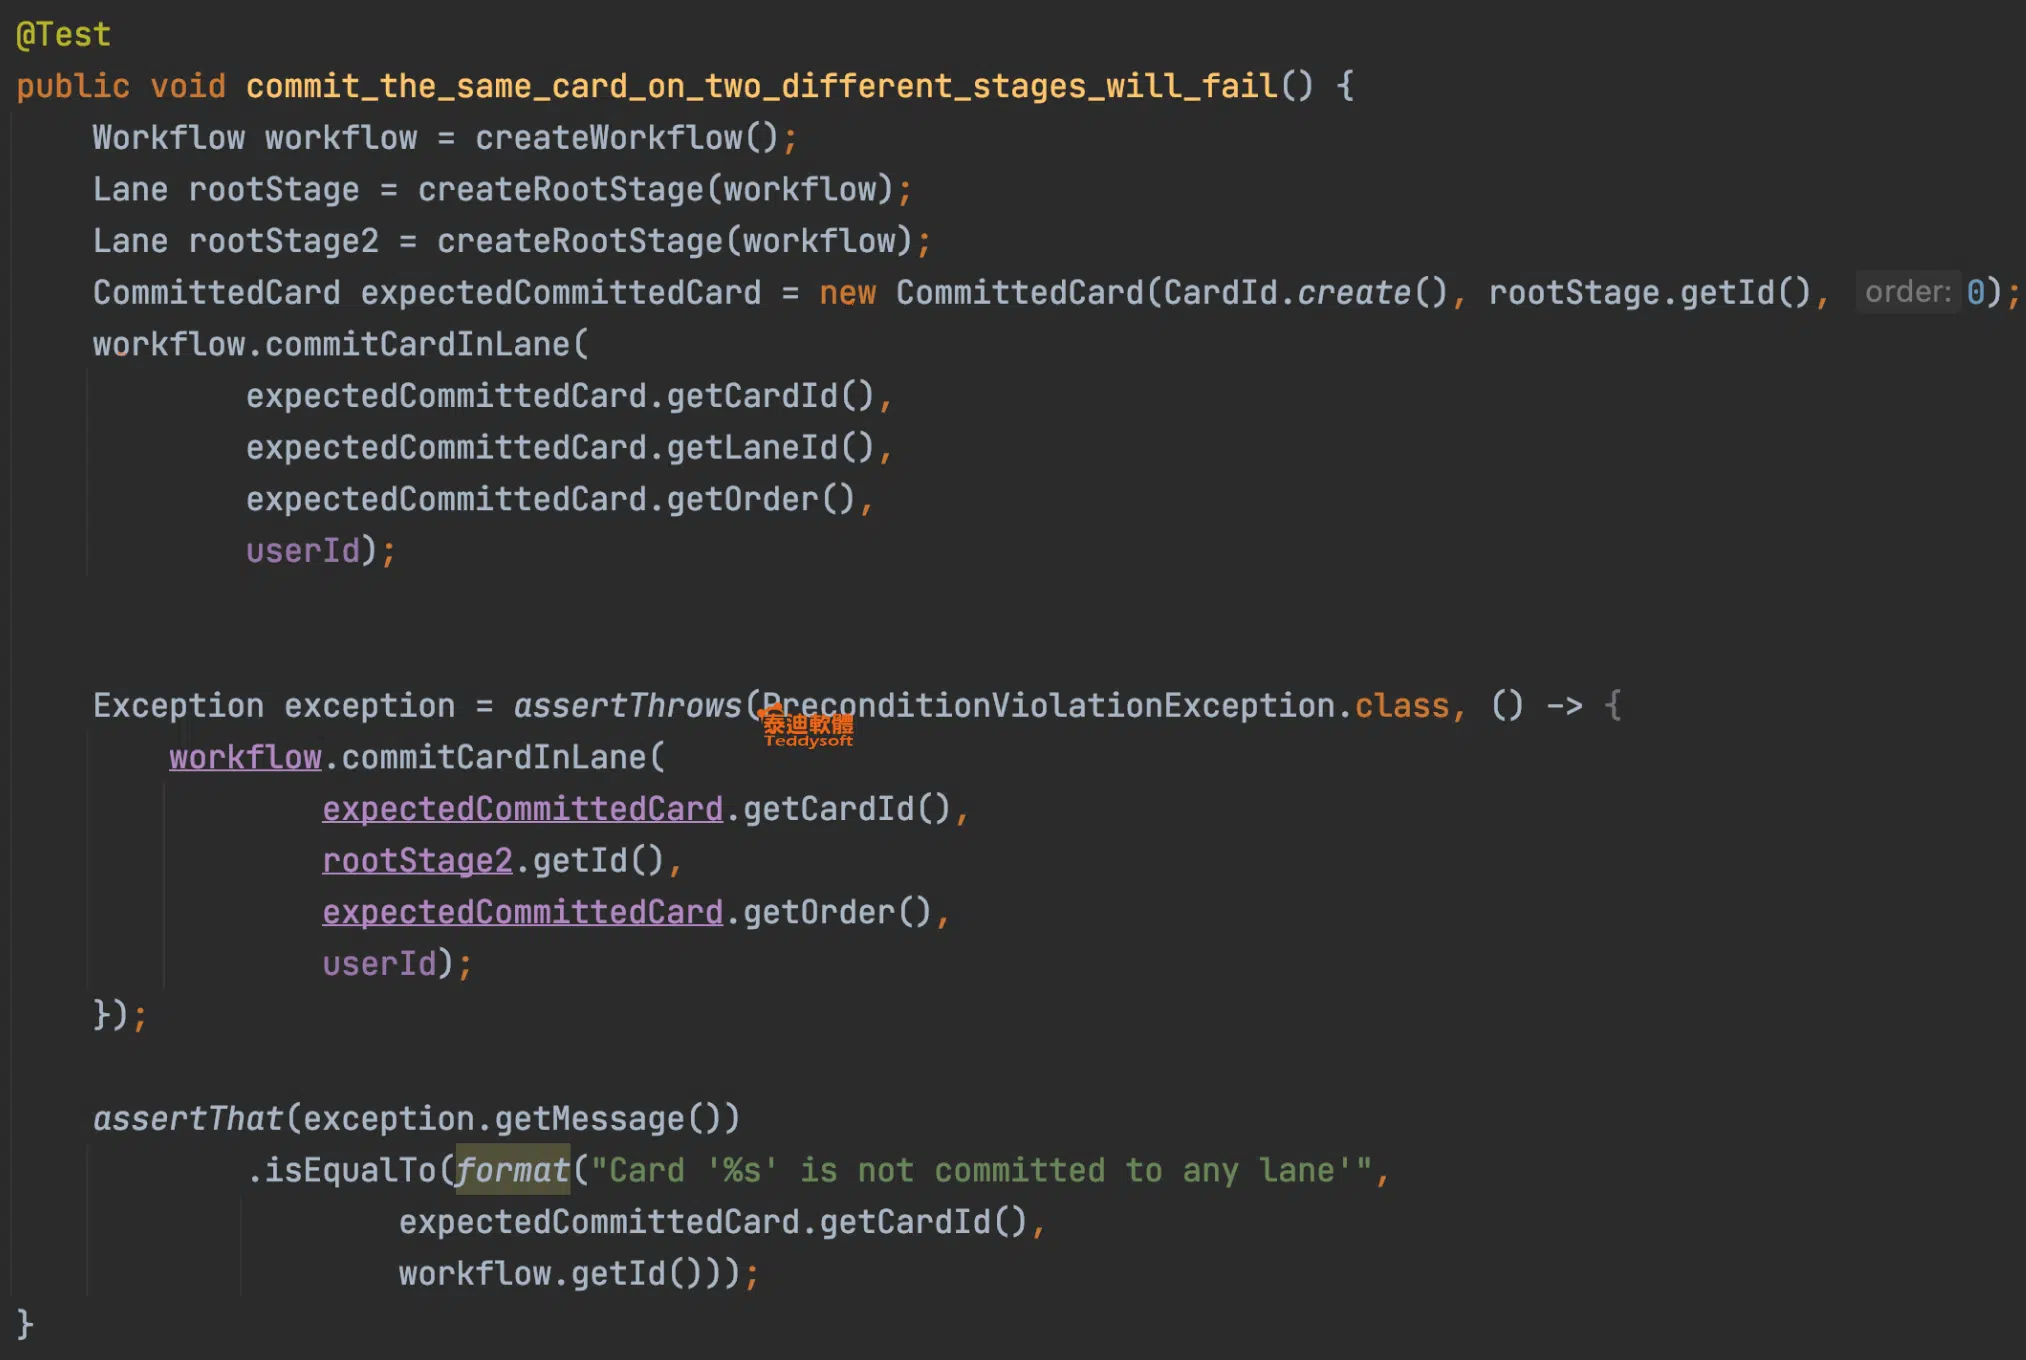 @Test
public void commit_the_same_card_on_two_different_stages_will_fail() {
Workflow workflow = createWorkflow();
Lane rootStage = createRootStage(workflow);
Lane rootStage2 = createRootStage(workflow);
CommittedCard expectedCommittedCard = new CommittedCard(CardId.create(), rootStage.getId(), order: 0);
workflow.commitCardInLane(
expectedCommittedCard.getCardId(),
expectedCommittedCard.getLaneId(),
expectedCommittedCard.getOrder(),
userId);
Exception exception = assertThrows(PreconditionViolationException.class, () -> {
泰迪軟體
Teddysoft
workflow.commitCardInLane(
expectedCommittedCard.getCardId(),
rootStage2.getId(),
expectedCommittedCard.getOrder(),
userId);
});
assertThat(exception.getMessage())
.isEqualTo(format("Card '%s' is not committed to any lane'",
expectedCommittedCard.getCardId(),
workflow.getId()));
}